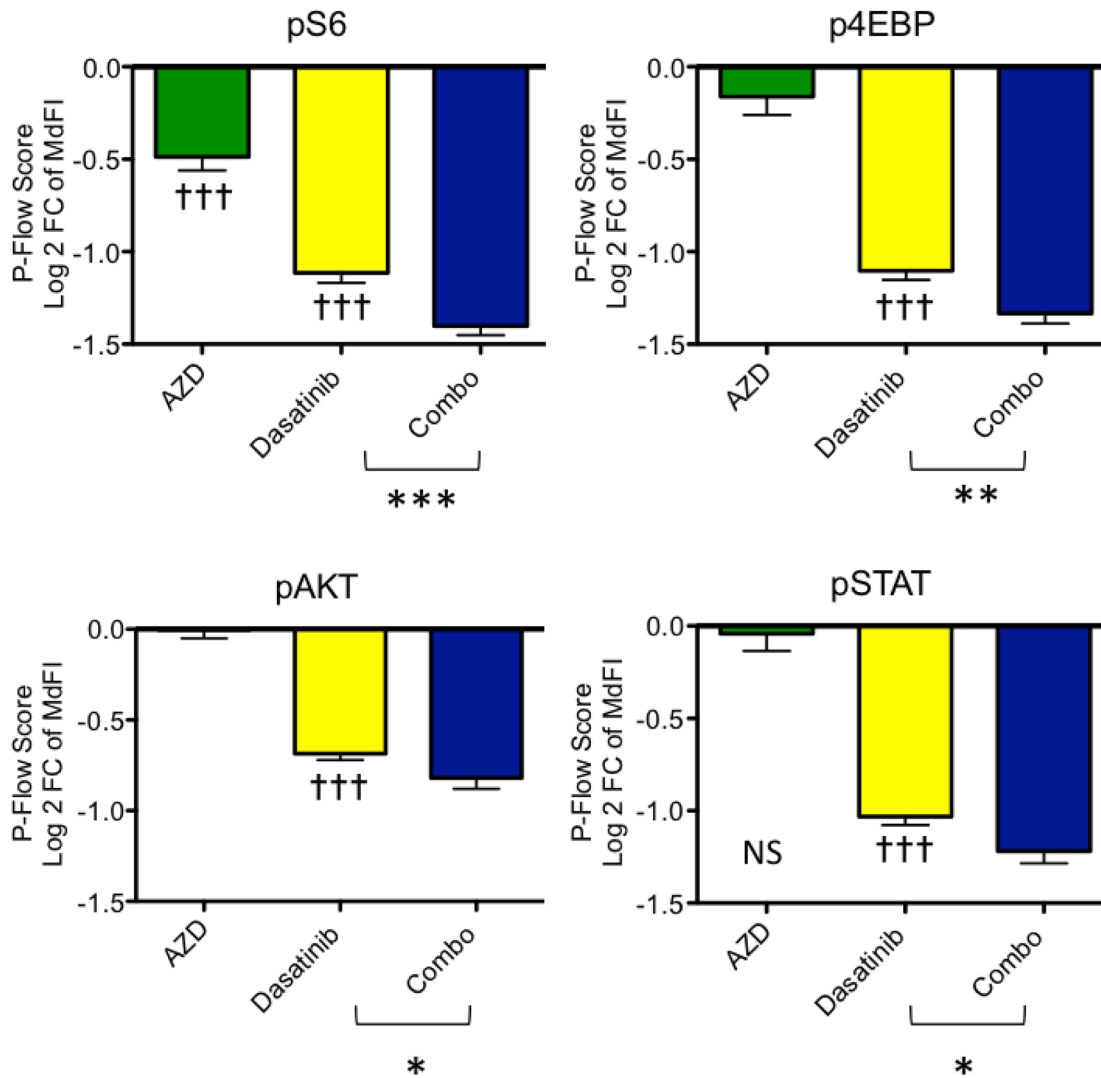 pS6
P-Flow Score
Log 2 FC of MdFI
0.0
-0.5
-1.0
-1.5
†††
†††
AZD
Dasatinib
Combo
***
p4EBP
P-Flow Score
Log 2 FC of MdFI
0.0
-0.5
-1.0
-1.5
†††
AZD
Dasatinib
Combo
**
pAKT
P-Flow Score
Log 2 FC of MdFI
0.0
-0.5
-1.0
-1.5
†††
AZD
Dasatinib
Combo
*
pSTAT
P-Flow Score
Log 2 FC of MdFI
0.0
-0.5
-1.0
-1.5
NS
†††
AZD
Dasatinib
Combo
*